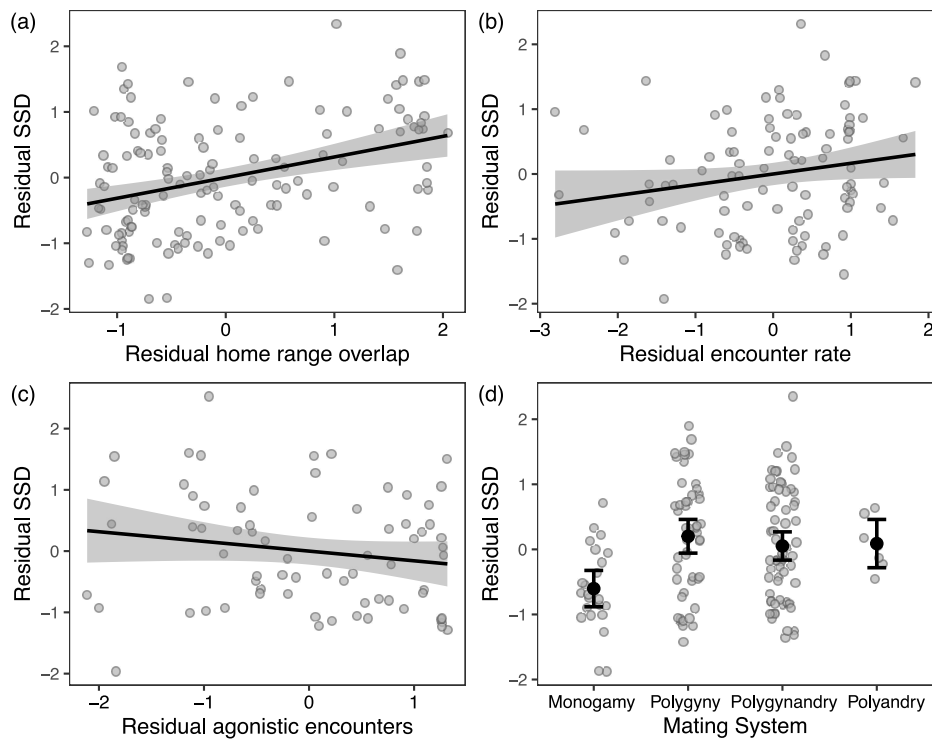 (a)
Residual SSD
2
1
0
−1
−2
−1
0
1
2
Residual home range overlap
(b)
Residual SSD
2
1
0
−1
−2
−3
−2
−1
0
1
2
Residual encounter rate
(c)
Residual SSD
2
1
0
−1
−2
−2
−1
0
1
Residual agonistic encounters
(d)
Residual SSD
2
1
0
−1
−2
Monogamy
Polygyny
Polygynandry
Polyandry
Mating System